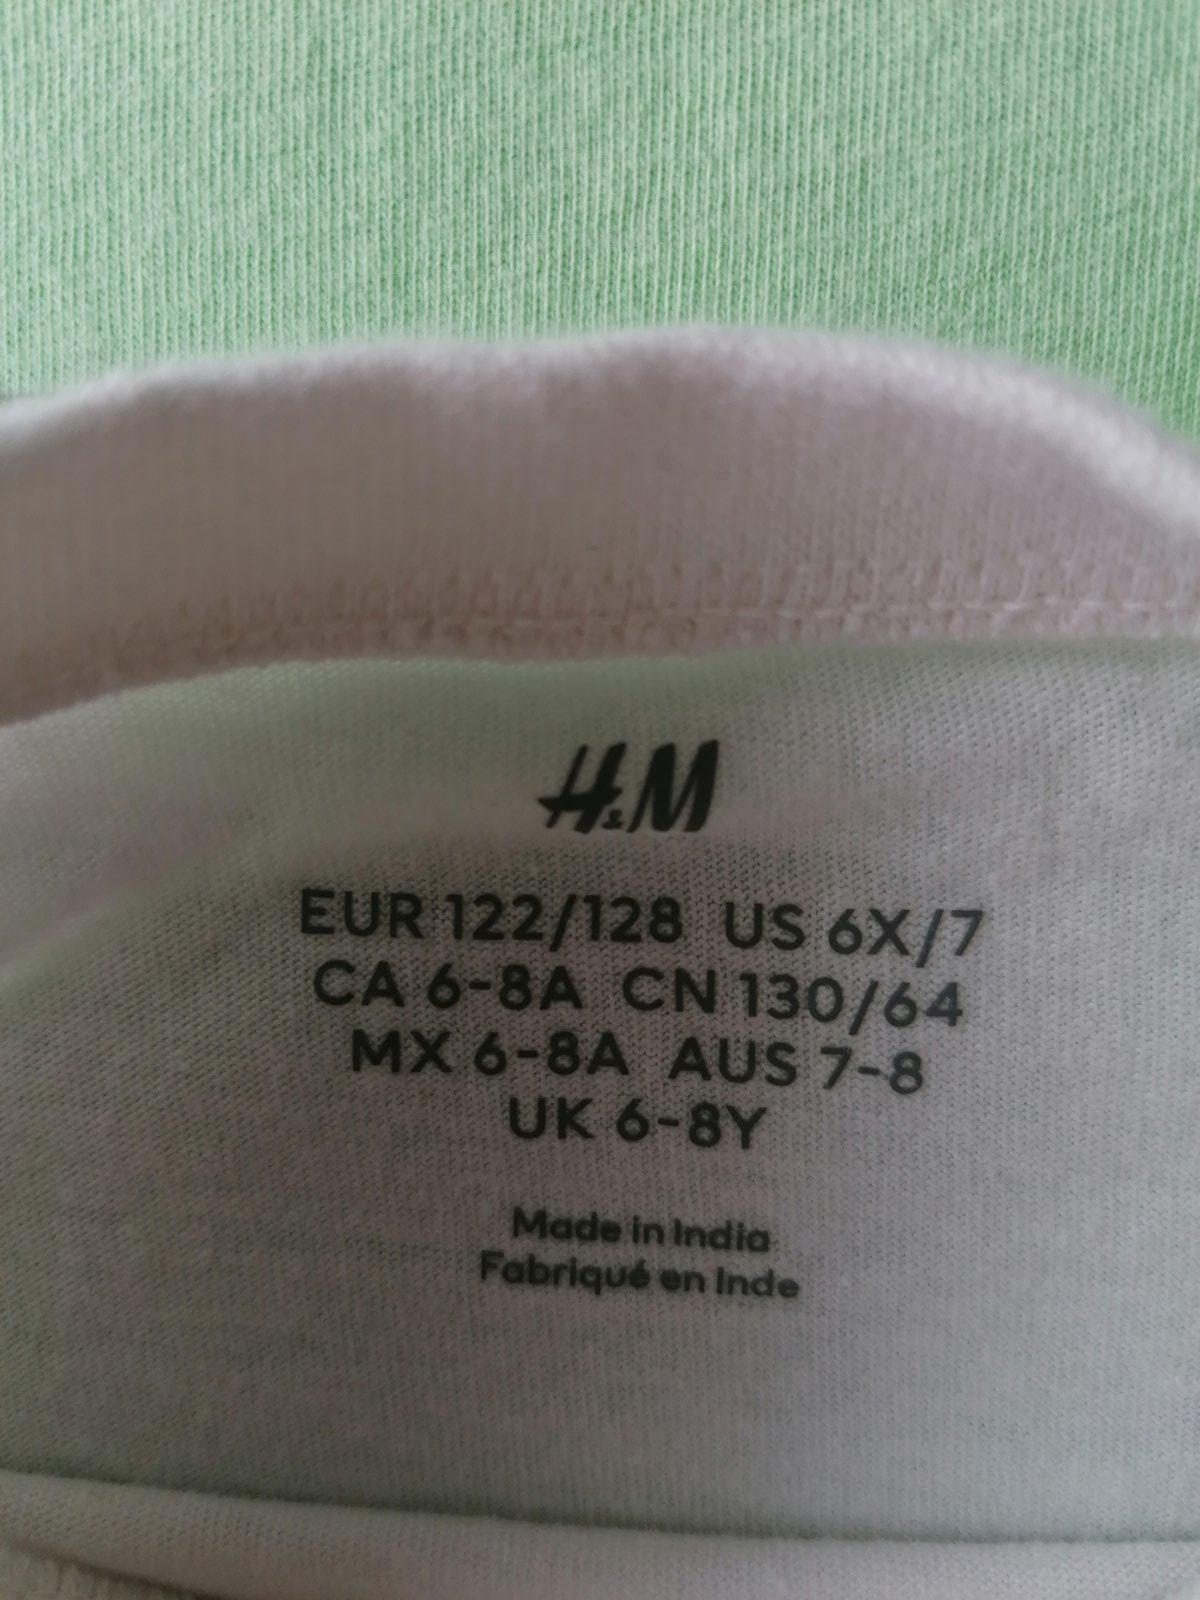 H&M
EUR 122/128 US 6X/7
CA 6-8A CN 130/64
MX 6-8A AUS 7-8
UK 6-8Y
Made in India
Fabriqué en Inde